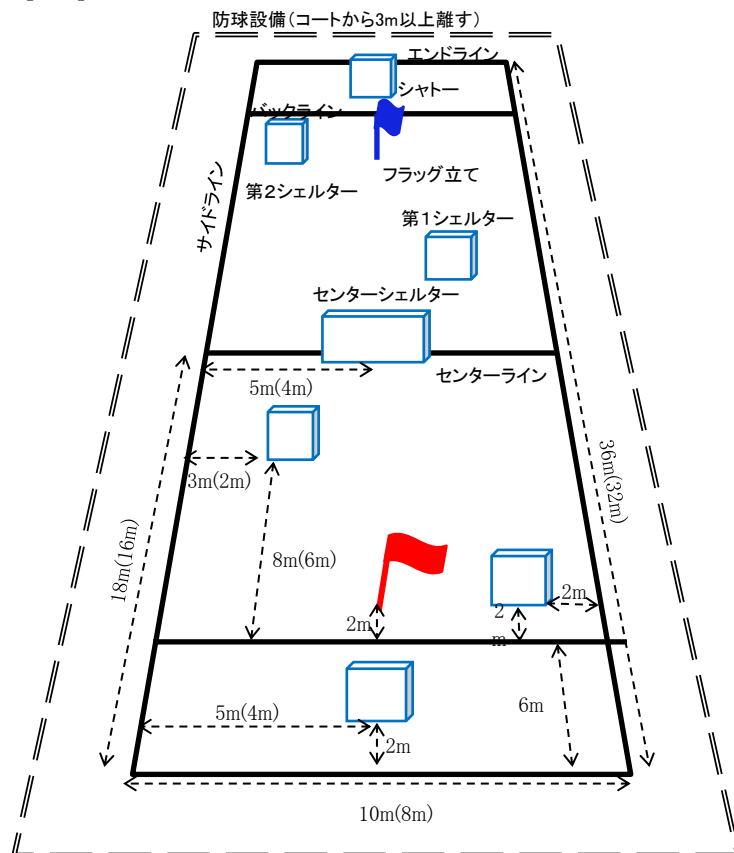 防球設備(コートから3m以上離す)
エンドライン
シャトー
バックライン
フラッグ立て
第2シェルター
サイドライン
第1シェルター
センターシェルター
センターライン
5m(4m)
3m(2m)
36m(32m)
18m(16m)
8m(6m)
2m
2m
2m
5m(4m)
6m
2m
10m(8m)